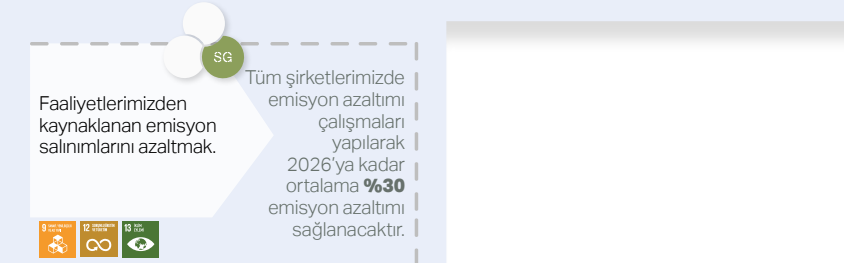 SG
Faaliyetlerimizden
kaynaklanan emisyon
salınımlarını azaltmak.
Tüm şirketlerimizde
emisyon azaltımı
çalışmaları
yapılarak
2026'ya kadar
ortalama %30
emisyon azaltımı
sağlanacaktır.
9
12
13